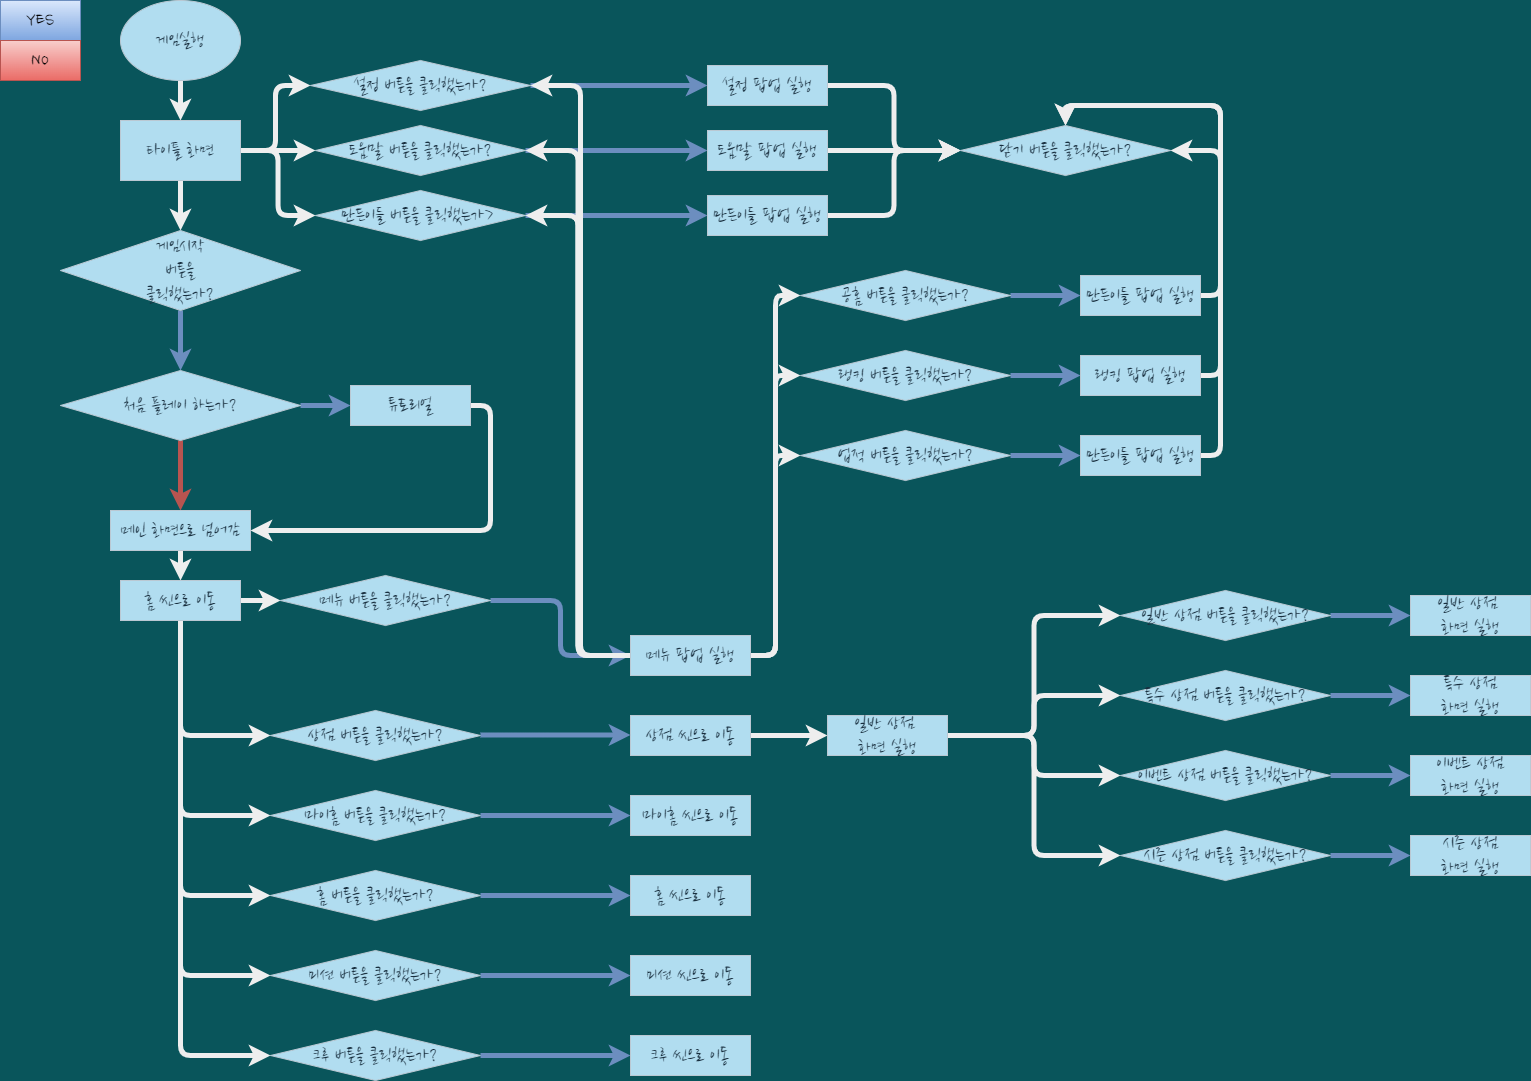 YES
NO
게임실행
타이틀 화면
설정 버튼을 클릭했는가?
설정 팝업 실행
도움말 버튼을 클릭했는가?
도움말 팝업 실행
닫기 버튼을 클릭했는가?
만든이들 버튼을 클릭했는가>
만든이들 팝업 실행
게임시작
버튼을
클릭했는가?
공홈 버튼을 클릭했는가?
만든이들 팝업 실행
랭킹 버튼을 클릭했는가?
랭킹 팝업 실행
처음 플레이 하는가?
튜토리얼
업적 버튼을 클릭했는가?
만든이들 팝업 실행
메인 화면으로 넘어감
홈 씬으로 이동
메뉴 버튼을 클릭했는가?
메뉴 팝업 실행
일반 상점 버튼을 클릭했는가?
일반 상점
화면 실행
특수 상점 버튼을 클릭했는가?
특수 상점
화면 실행
상점 버튼을 클릭했는가?
상점 씬으로 이동
일반 상점
화면 실행
이벤트 상점 버튼을 클릭했는가?
이벤트 상점
화면 실행
마이홈 버튼을 클릭했는가?
마이홈 씬으로 이동
시즌 상점 버튼을 클릭했는가?
시즌 상점
화면 실행
홈 버튼을 클릭했는가?
홈 씬으로 이동
미션 버튼을 클릭했는가?
미션 씬으로 이동
크루 버튼을 클릭했는가?
크루 씬으로 이동